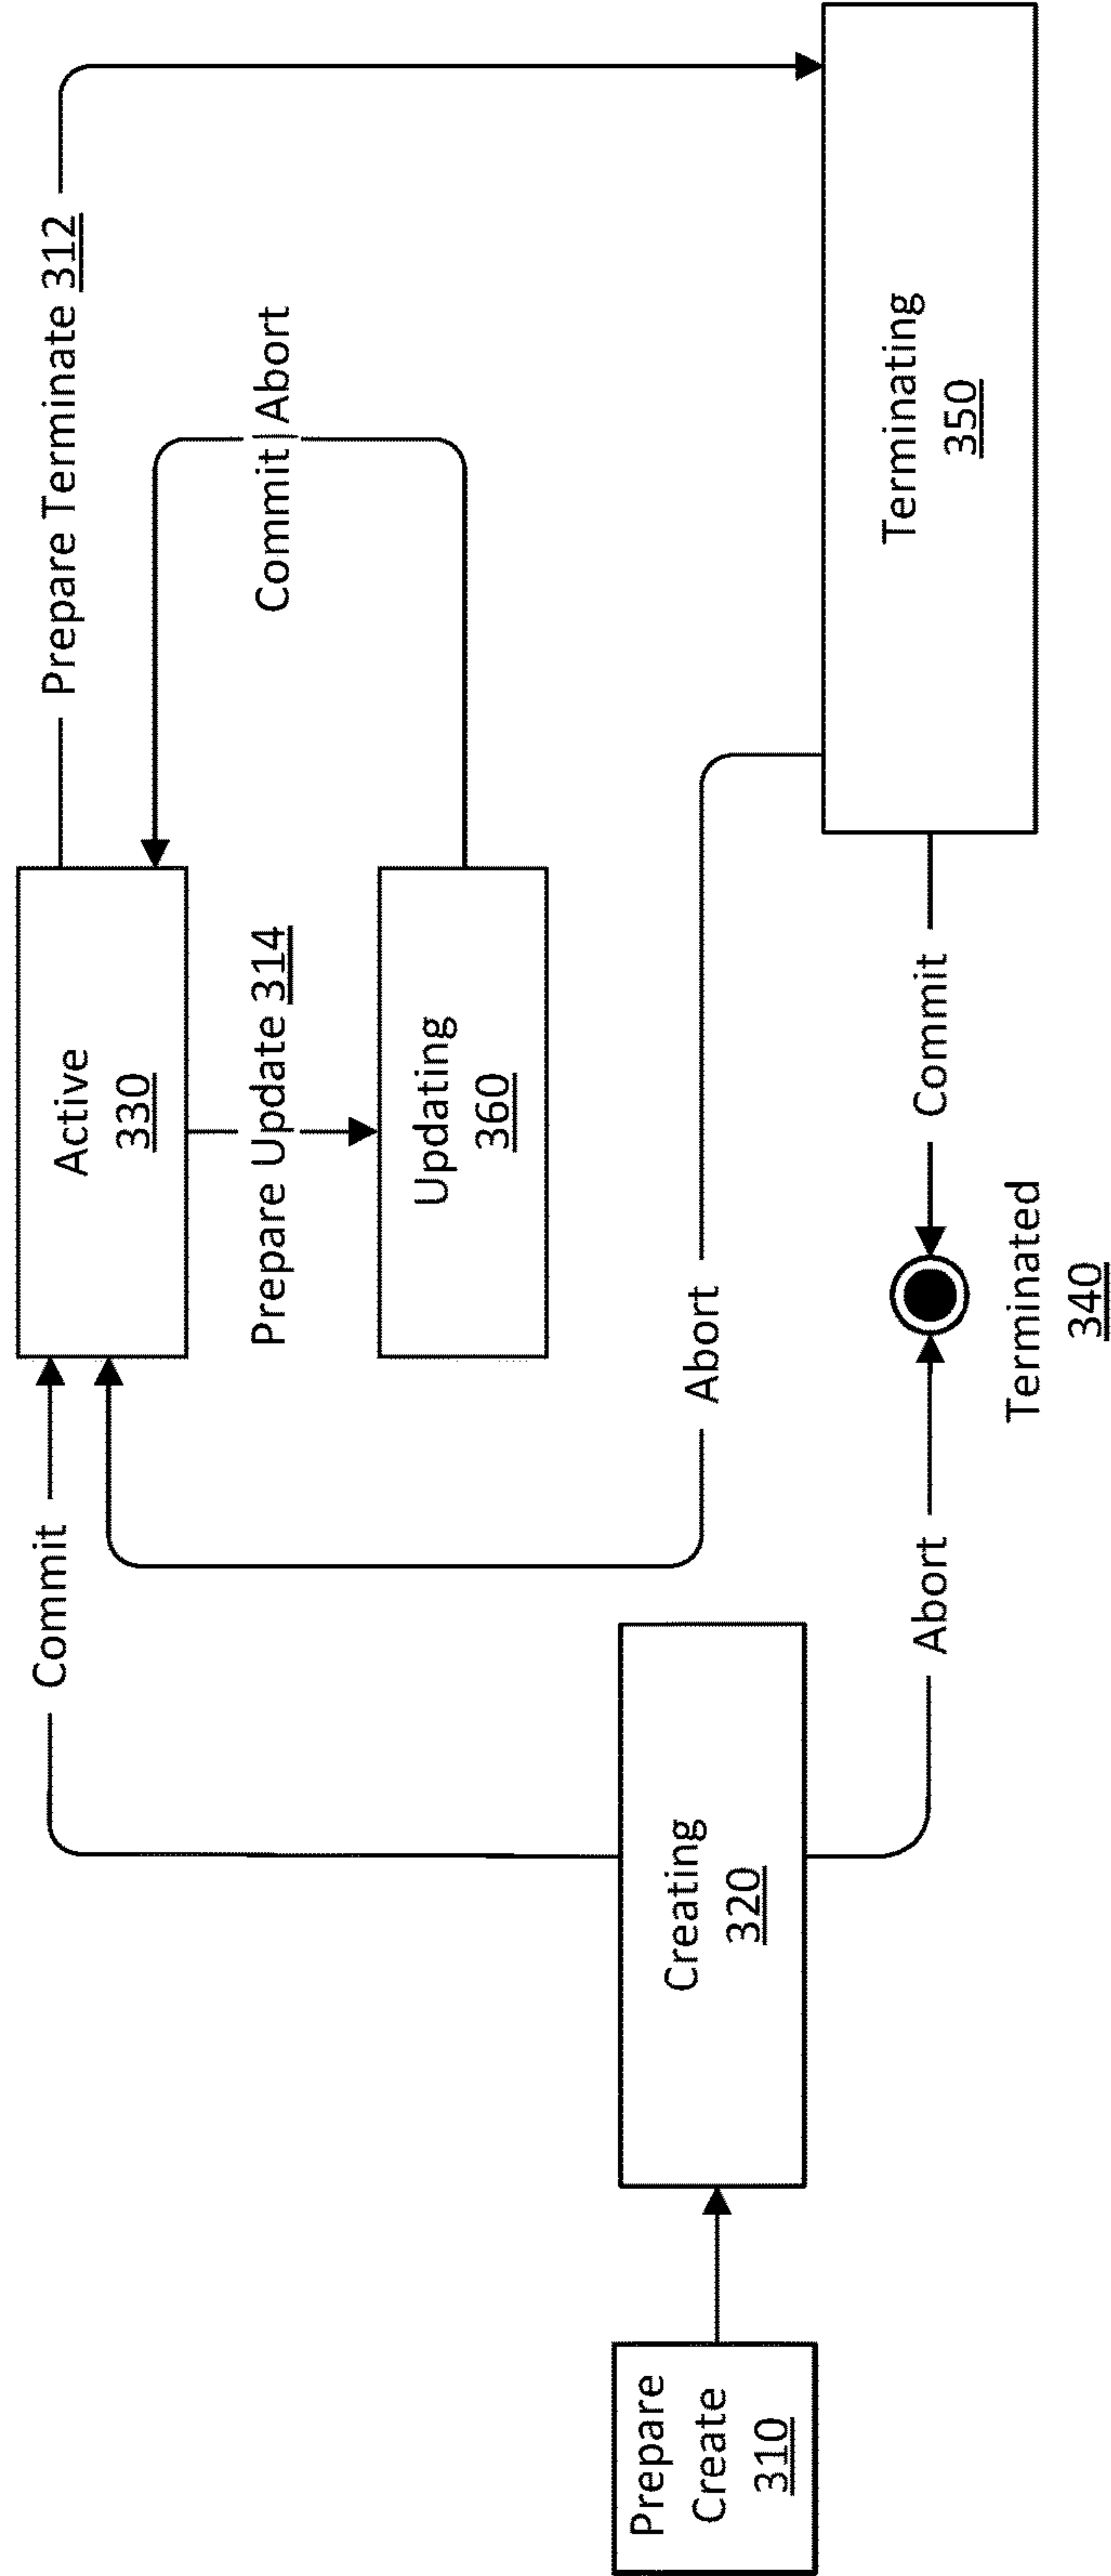 Prepare
Create
310
Creating
320
Commit
Abort
Abort
Active
330
Prepare Update 314
Updating
360
Commit|Abort
Prepare Terminate 312
Terminating
350
Commit
Terminated
340